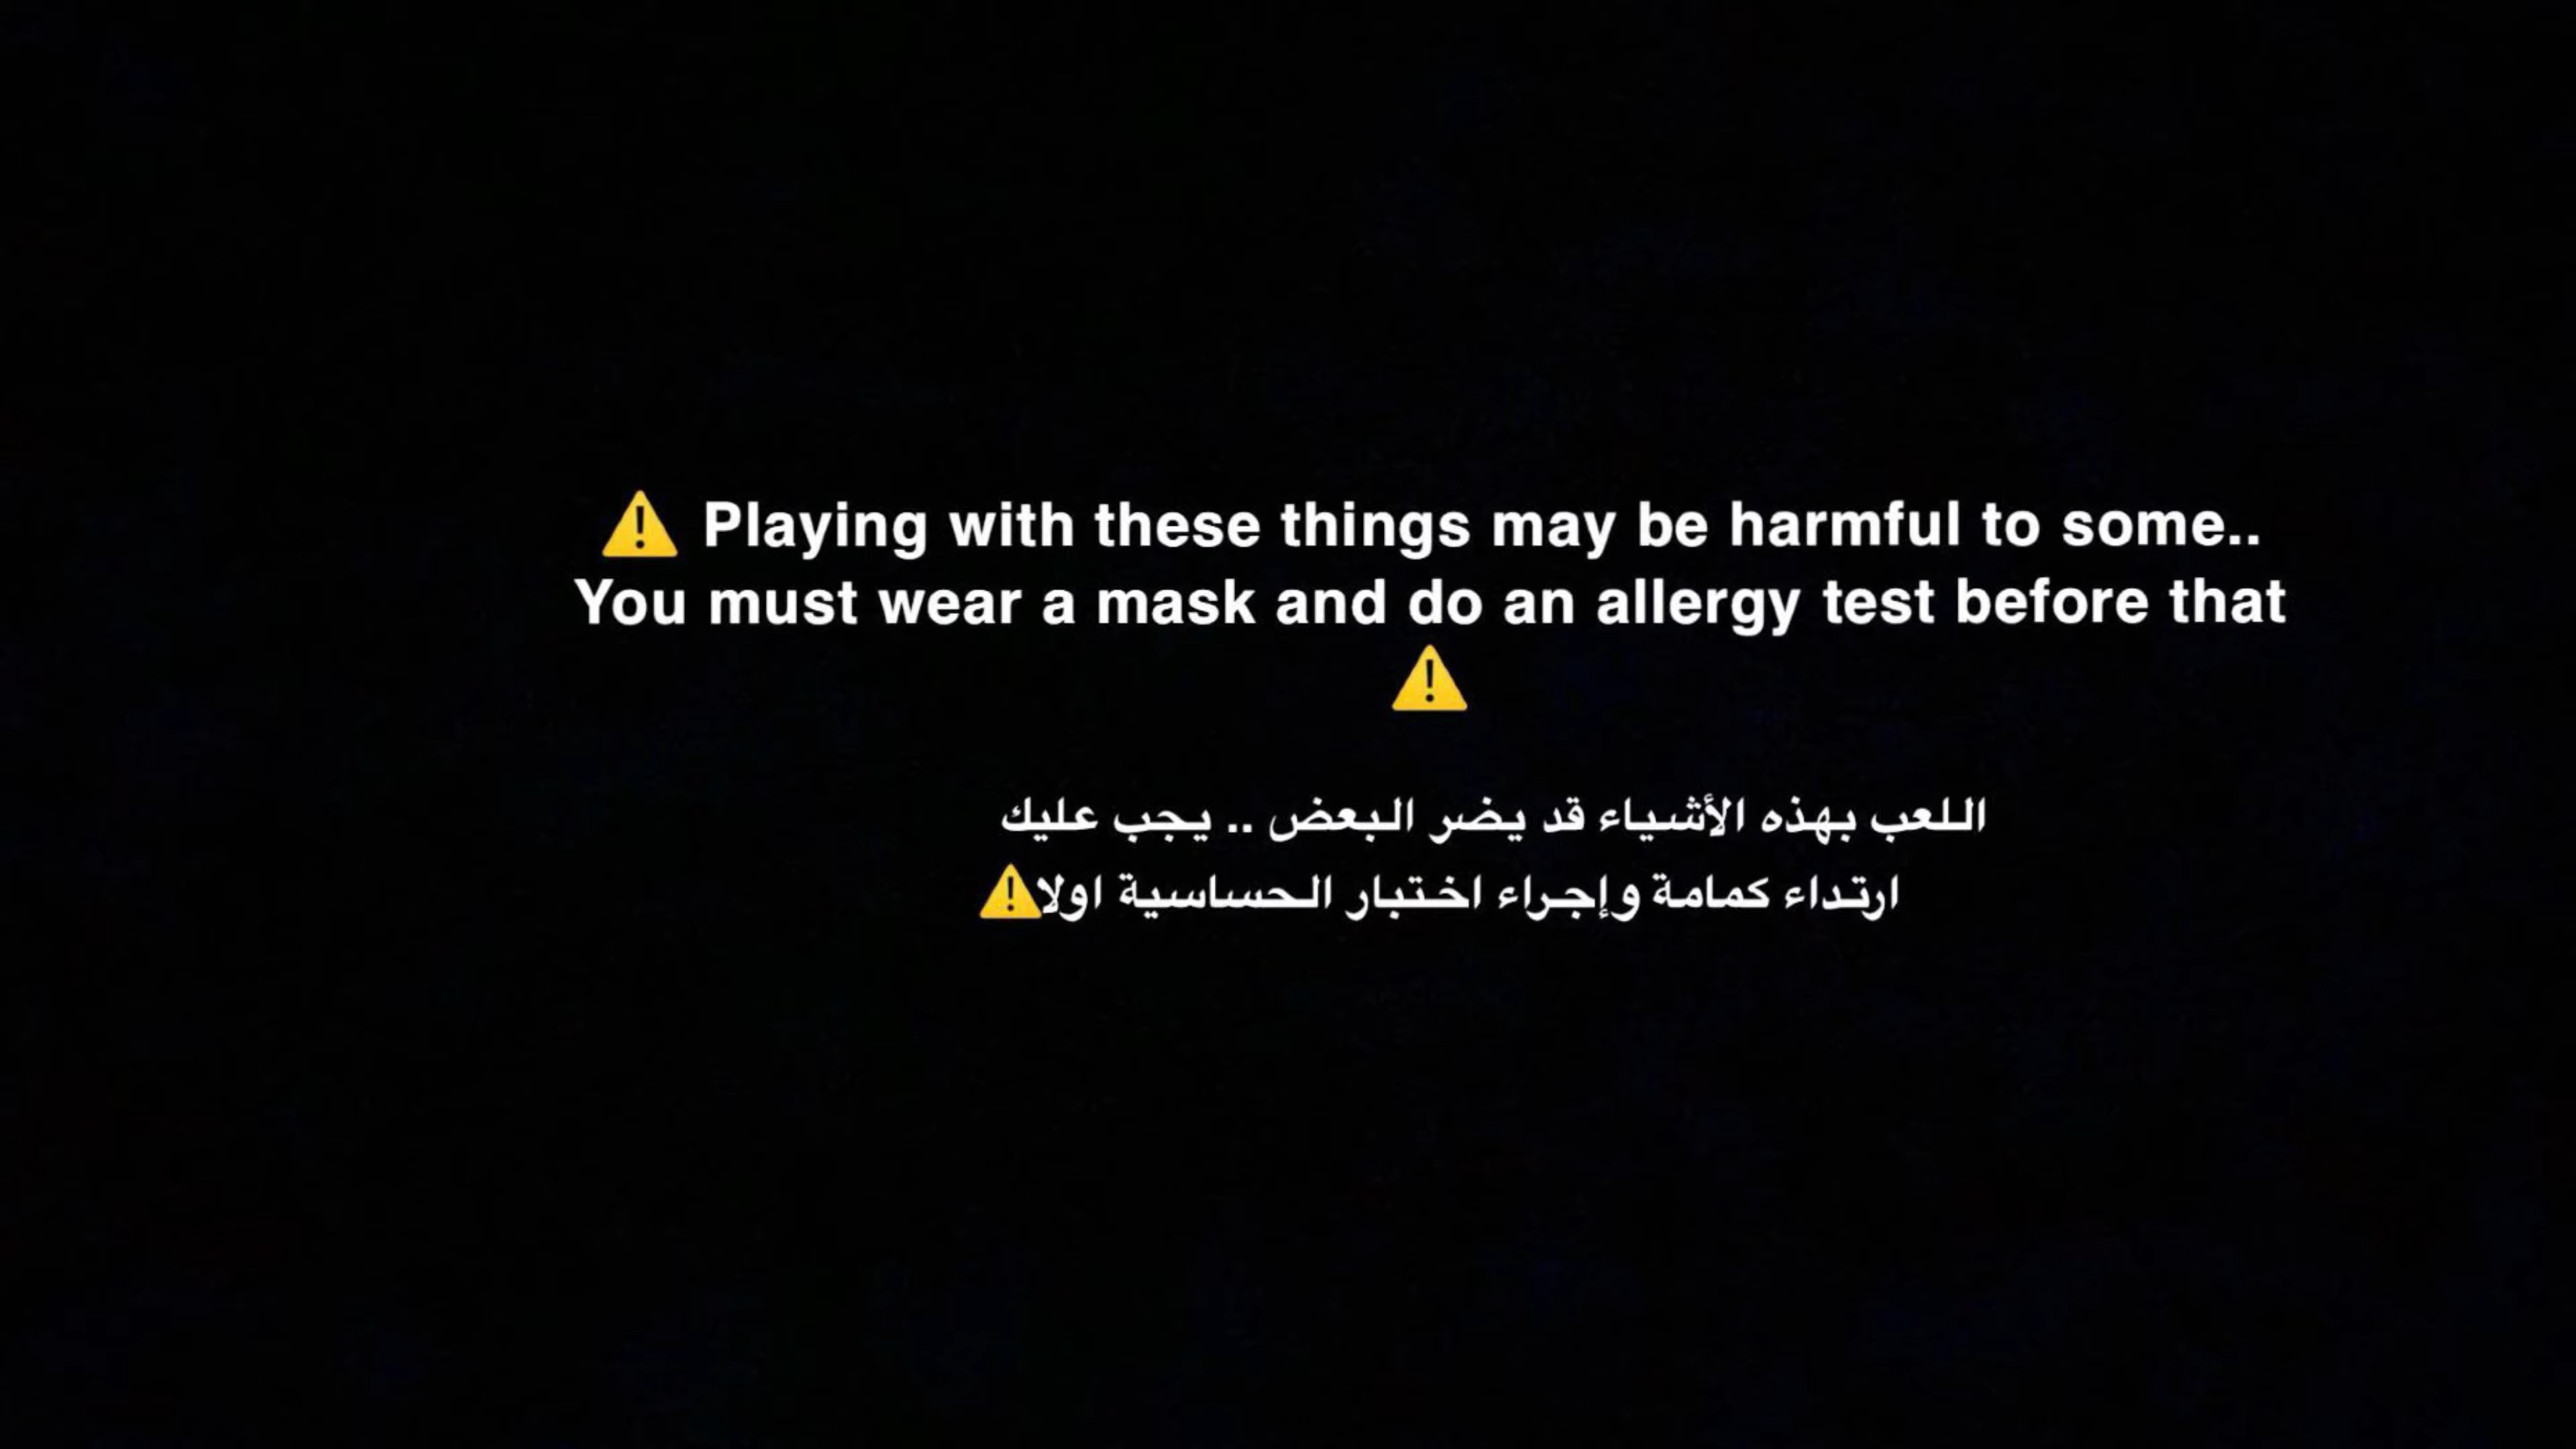 ⚠️ Playing with these things may be harmful to some..
You must wear a mask and do an allergy test before that
⚠️
اللعب بهذه الأشياء قد يضر البعض .. يجب عليك
ارتداء كمامة وإجراء اختبار الحساسية اولا⚠️